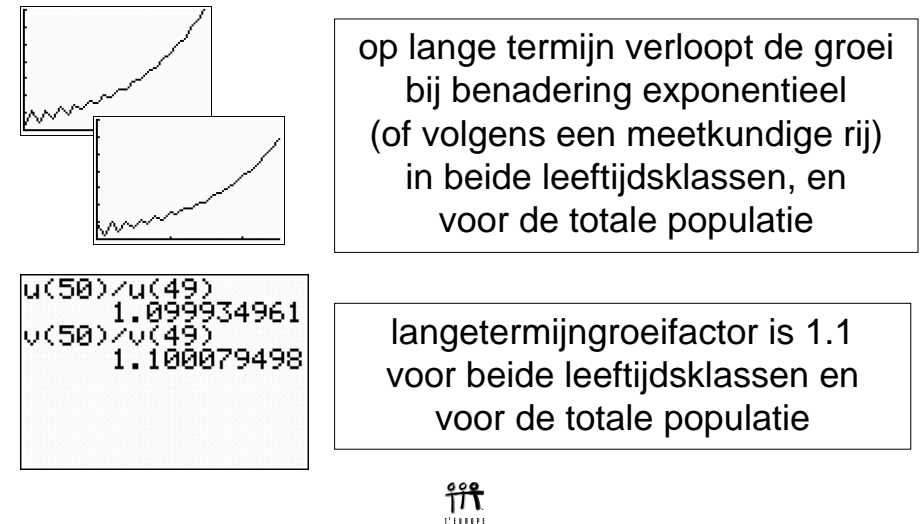 op lange termijn verloopt de groei
bij benadering exponentieel
(of volgens een meetkundige rij)
in beide leeftijdsklassen, en
voor de totale populatie
u(50)/u(49)
1.099934961
v(50)/v(49)
1.100079498
langetermijngroeifactor is 1.1
voor beide leeftijdsklassen en
voor de totale populatie
T³EUROPE